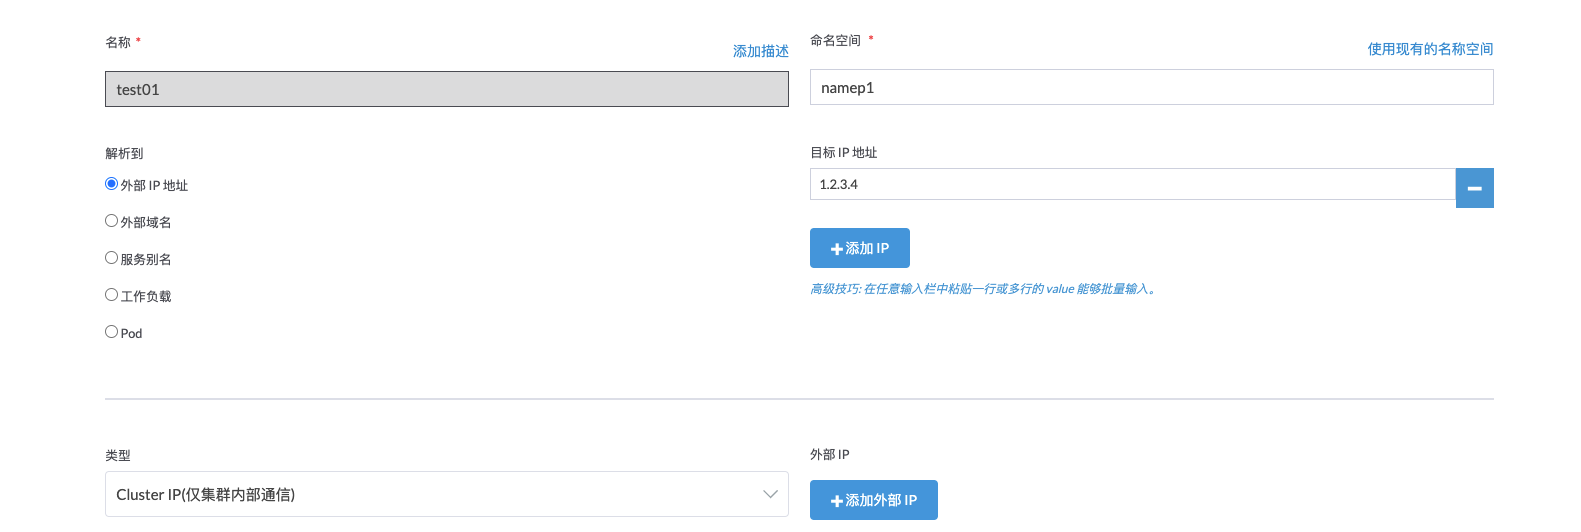 名称 *
添加描述
test01
命名空间 *
使用现有的名称空间
namep1
解析到
外部 IP 地址
外部域名
服务别名
工作负载
Pod
目标 IP 地址
1.2.3.4
添加 IP
高级技巧: 在任意输入栏中粘贴一行或多行的 value 能够批量输入。
类型
Cluster IP(仅集群内部通信)
外部 IP
添加外部 IP